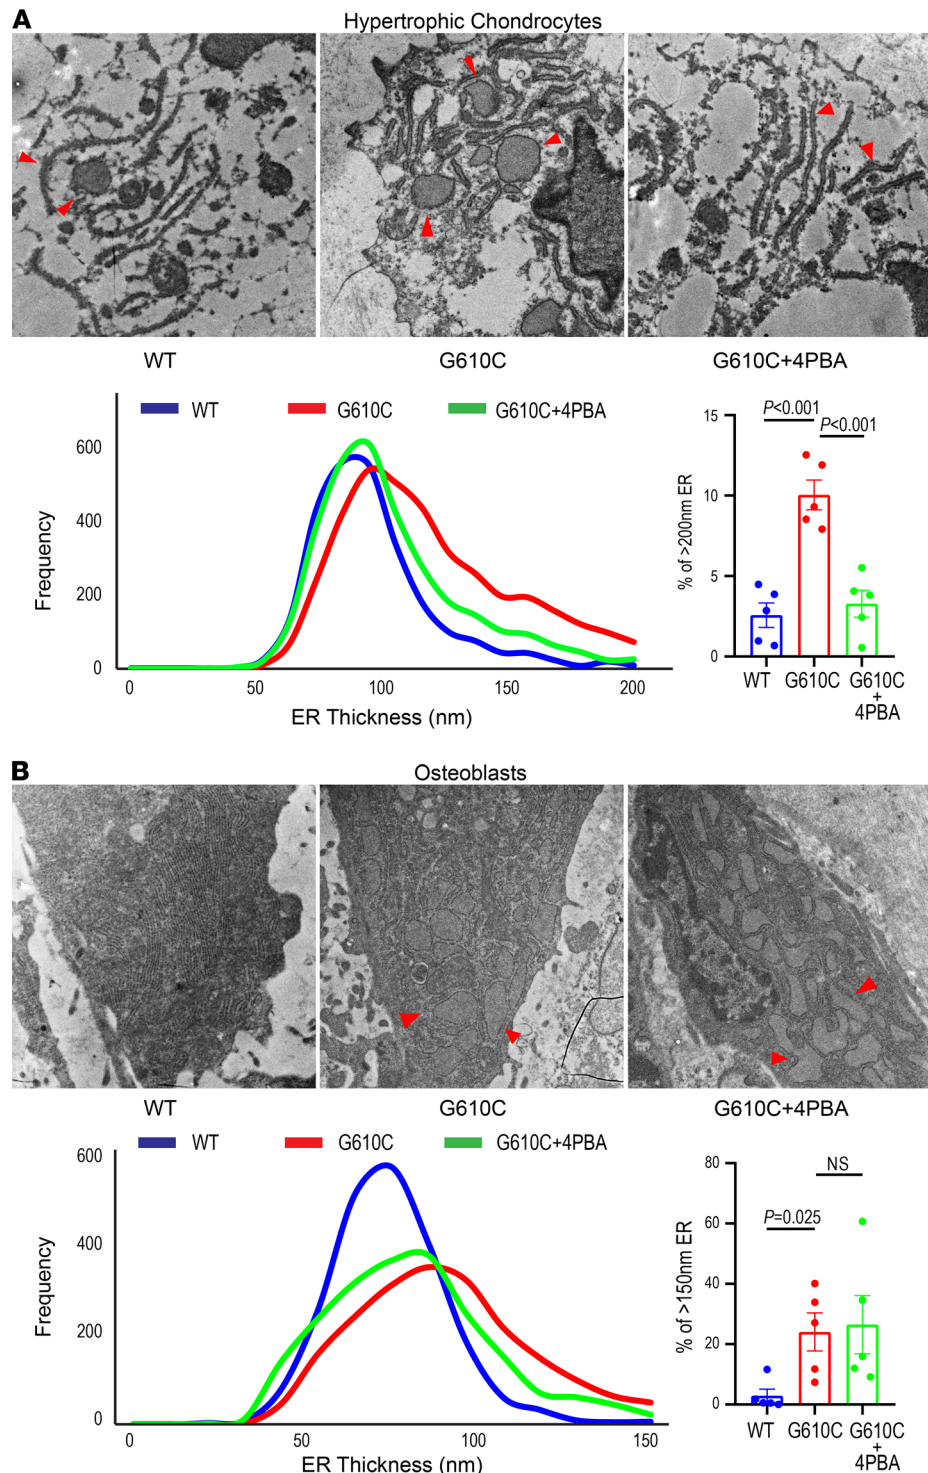 A
Hypertrophic Chondrocytes
WT
G610C
G610C+4PBA
WT
G610C
G610C+4PBA
600
400
200
0
Frequency
0
50
100
150
200
ER Thickness (nm)
P<0.001
P<0.001
15
10
5
0
% of >200nm ER
WT
G610C
G610C
+
4PBA
B
Osteoblasts
WT
G610C
G610C+4PBA
WT
G610C
G610C+4PBA
600
400
200
0
Frequency
0
50
100
150
ER Thickness (nm)
NS
P=0.025
80
60
40
20
0
% of >150nm ER
WT
G610C
G610C
+
4PBA